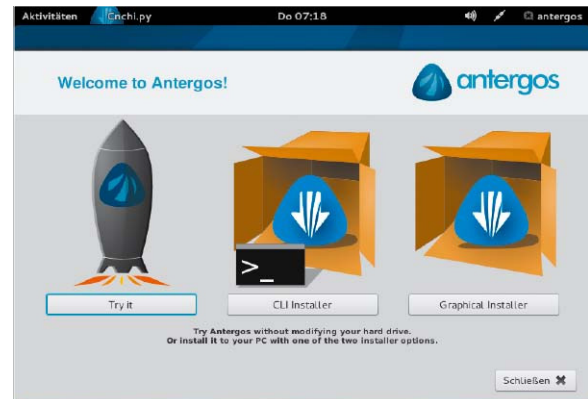 Aktivitäten Cnchi.py Do 07:18 antergos
Welcome to Antergos!
antergos
>_
Try it
CLI Installer
Graphical Installer
Try Antergos without modifying your hard drive.
Or install it to your PC with one of the two installer options.
Schließen